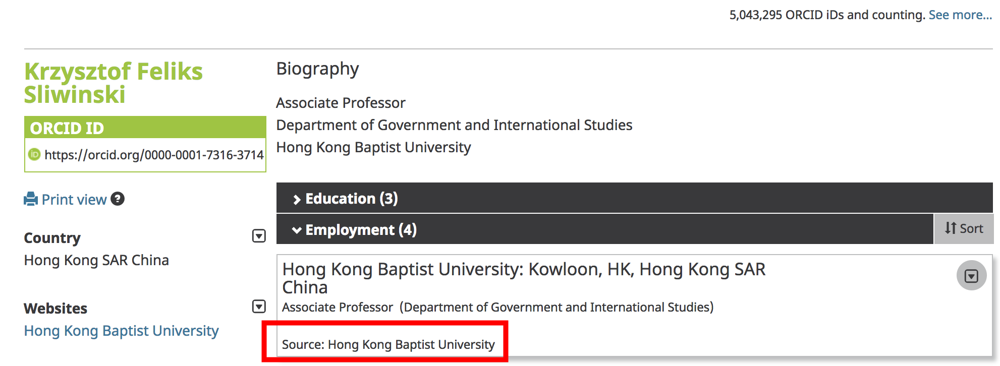 5,043,295 ORCID iDs and counting. See more...
Krzysztof Feliks
Sliwinski
ORCID ID
iD https://orcid.org/0000-0001-7316-3714
Print view ?
Country
Hong Kong SAR China
Websites
Hong Kong Baptist University
Biography
Associate Professor
Department of Government and International Studies
Hong Kong Baptist University
Education (3)
Employment (4)
Sort
Hong Kong Baptist University: Kowloon, HK, Hong Kong SAR
China
Associate Professor (Department of Government and International Studies)
Source: Hong Kong Baptist University